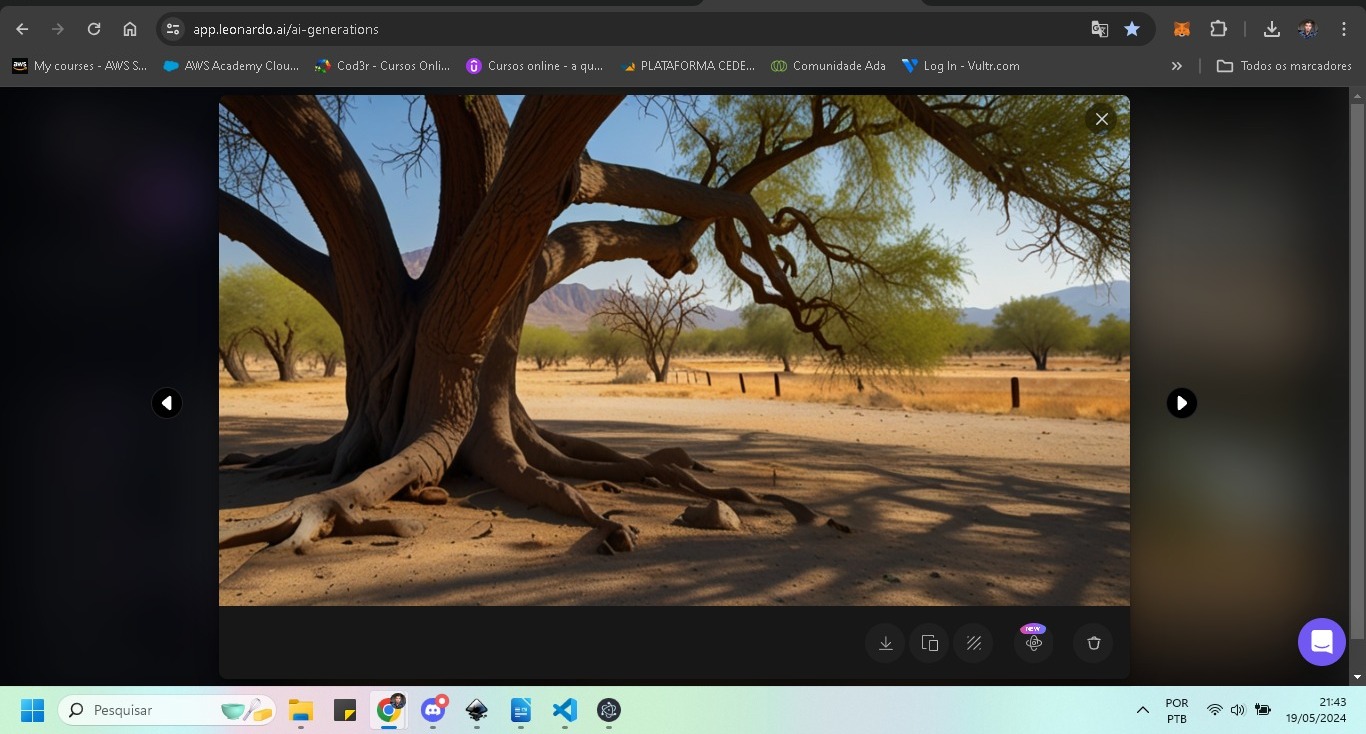 app.leonardo.ai/ai-generations
My courses - AWS S...
AWS Academy Clou...
Cod3r - Cursos Onli...
Cursos online - a qu...
PLATAFORMA CEDE...
Comunidade Ada
Log In - Vultr.com
»
Todos os marcadores
NEW
Pesquisar
POR
PTB
21:43
19/05/2024